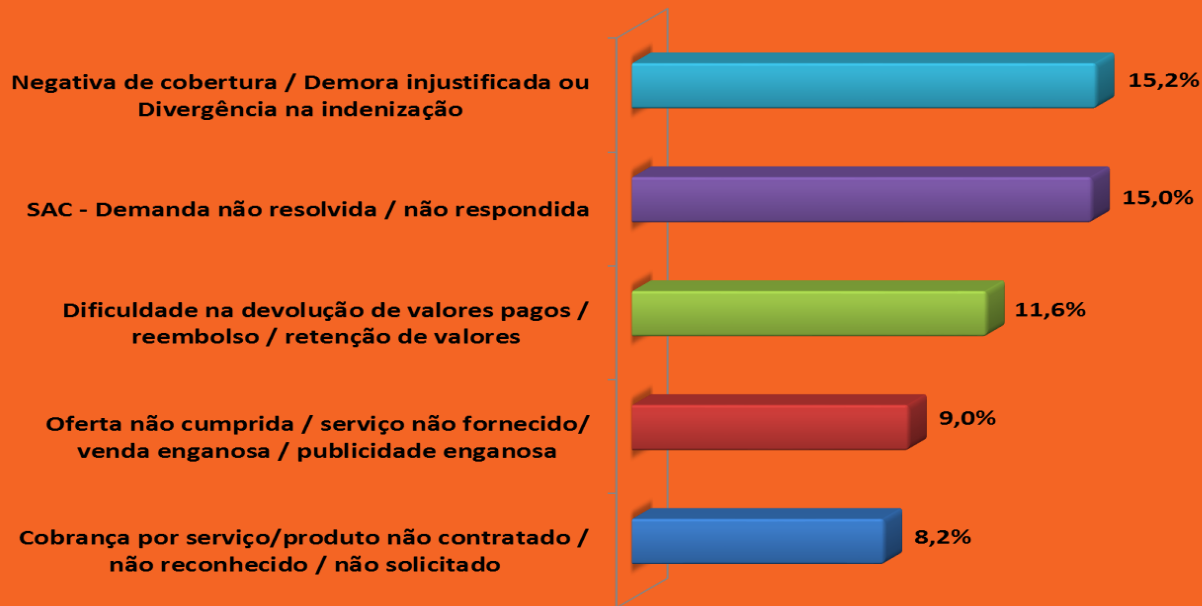 Negativa de cobertura / Demora injustificada ou
Divergência na indenização
15,2%
SAC - Demanda não resolvida / não respondida
15,0%
Dificuldade na devolução de valores pagos /
reembolso / retenção de valores
11,6%
Oferta não cumprida / serviço não fornecido/
venda enganosa / publicidade enganosa
9,0%
Cobrança por serviço/produto não contratado /
não reconhecido / não solicitado
8,2%